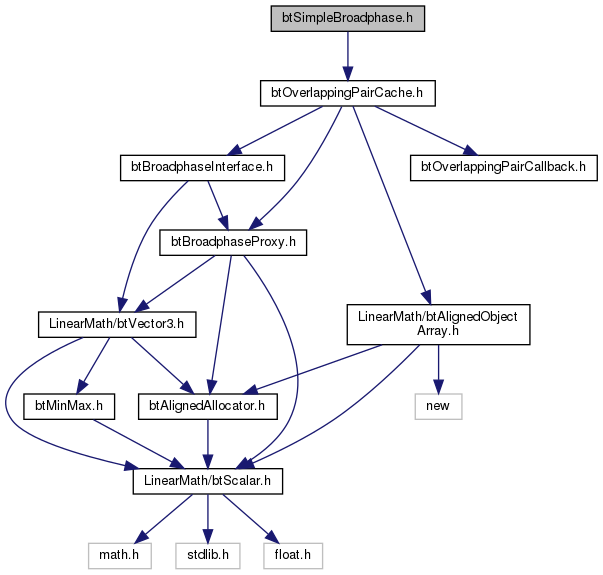 btSimpleBroadphase.h
btOverlappingPairCache.h
btBroadphaseInterface.h
btOverlappingPairCallback.h
btBroadphaseProxy.h
LinearMath/btVector3.h
LinearMath/btAlignedObject
Array.h
btMinMax.h
btAlignedAllocator.h
new
LinearMath/btScalar.h
math.h
stdlib.h
float.h